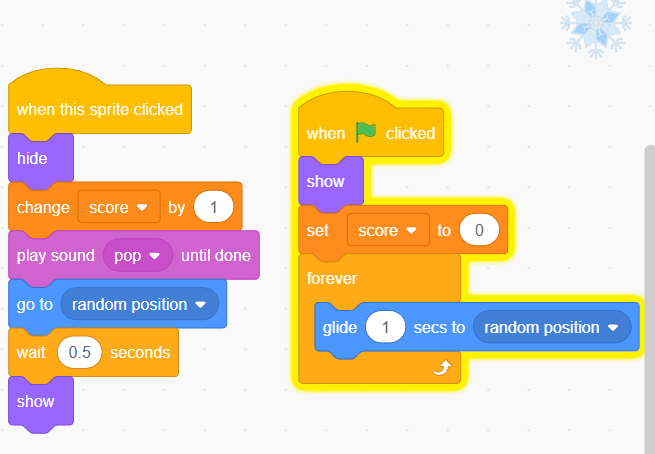 when this sprite clicked
hide
change score by 1
play sound pop until done
go to random position
wait 0.5 seconds
show
when clicked
show
set score to 0
forever
glide 1 secs to random position